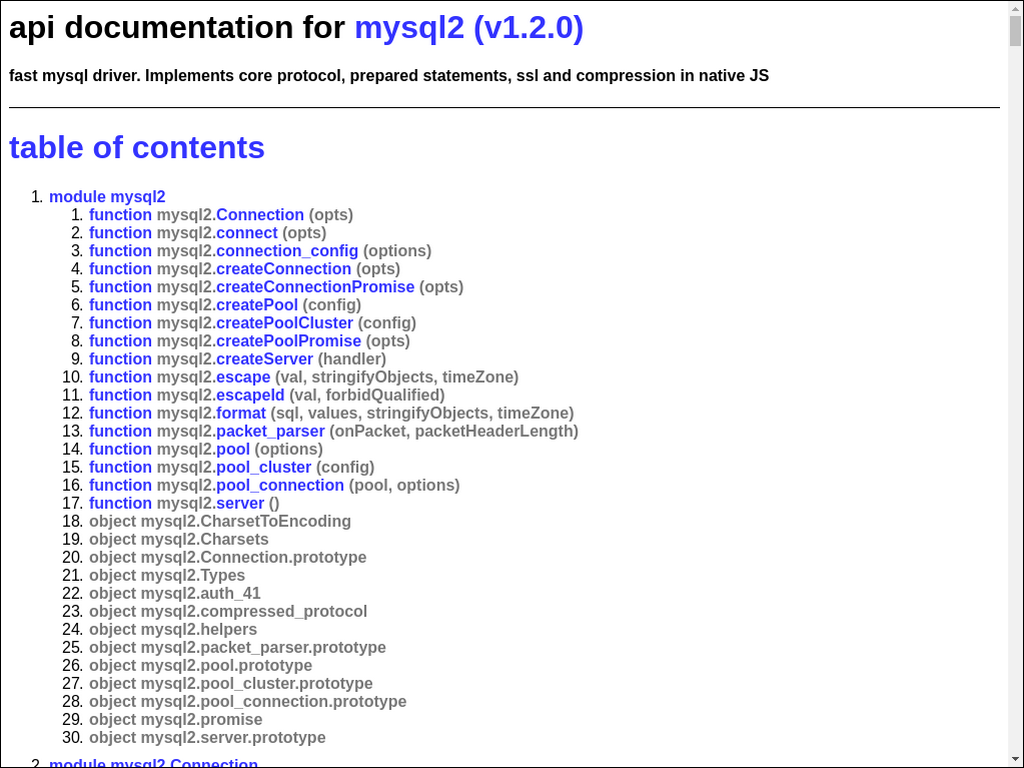 api documentation for mysql2 (v1.2.0)
fast mysql driver. Implements core protocol, prepared statements, ssl and compression in native JS
table of contents
1. module mysql2
1. function mysql2.Connection (opts)
2. function mysql2.connect (opts)
3. function mysql2.connection_config (options)
4. function mysql2.createConnection (opts)
5. function mysql2.createConnectionPromise (opts)
6. function mysql2.createPool (config)
7. function mysql2.createPoolCluster (config)
8. function mysql2.createPoolPromise (opts)
9. function mysql2.createServer (handler)
10. function mysql2.escape (val, stringifyObjects, timeZone)
11. function mysql2.escapeId (val, forbidQualified)
12. function mysql2.format (sql, values, stringifyObjects, timeZone)
13. function mysql2.packet_parser (onPacket, packetHeaderLength)
14. function mysql2.pool (options)
15. function mysql2.pool_cluster (config)
16. function mysql2.pool_connection (pool, options)
17. function mysql2.server ()
18. object mysql2.CharsetToEncoding
19. object mysql2.Charsets
20. object mysql2.Connection.prototype
21. object mysql2.Types
22. object mysql2.auth_41
23. object mysql2.compressed_protocol
24. object mysql2.helpers
25. object mysql2.packet_parser.prototype
26. object mysql2.pool.prototype
27. object mysql2.pool_cluster.prototype
28. object mysql2.pool_connection.prototype
29. object mysql2.promise
30. object mysql2.server.prototype
2. module mysql2.Connection